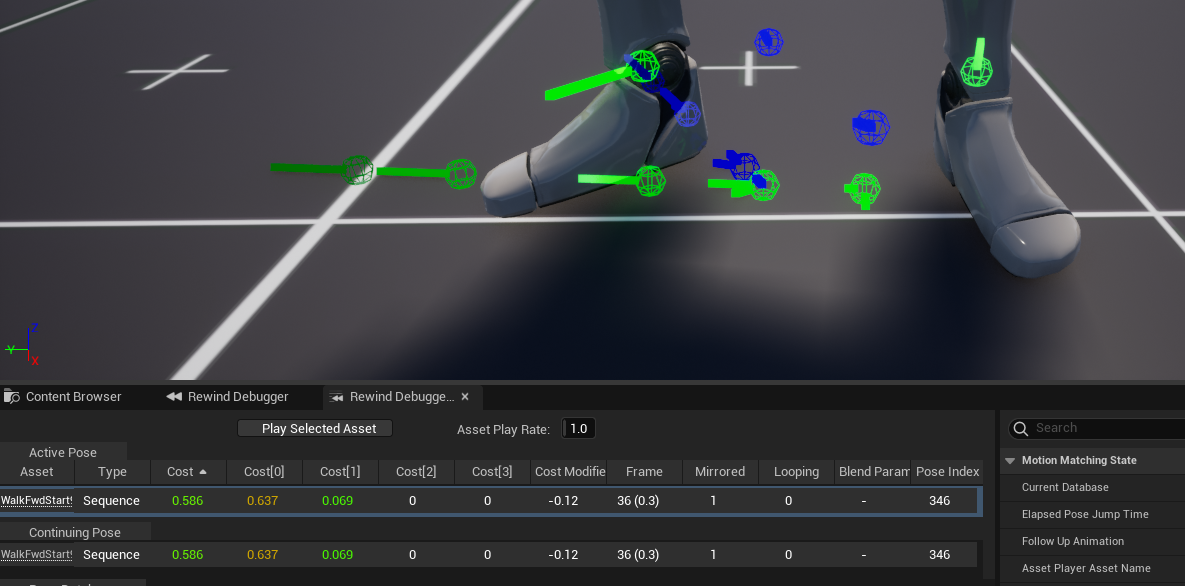 Z
Y
X
Content Browser Rewind Debugger Rewind Debugge... ×
Play Selected Asset Asset Play Rate: 1.0 Search
Active Pose
Asset Type Cost Cost[0] Cost[1] Cost[2] Cost[3] Cost Modifie Frame Mirrored Looping Blend Param Pose Index
Motion Matching State
Current Database
WalkFwdStart Sequence 0.586 0.637 0.069 0 0 -0.12 36 (0.3) 1 0 - 346
Elapsed Pose Jump Time
Continuing Pose
Follow Up Animation
WalkFwdStart Sequence 0.586 0.637 0.069 0 0 -0.12 36 (0.3) 1 0 - 346
Asset Player Asset Name